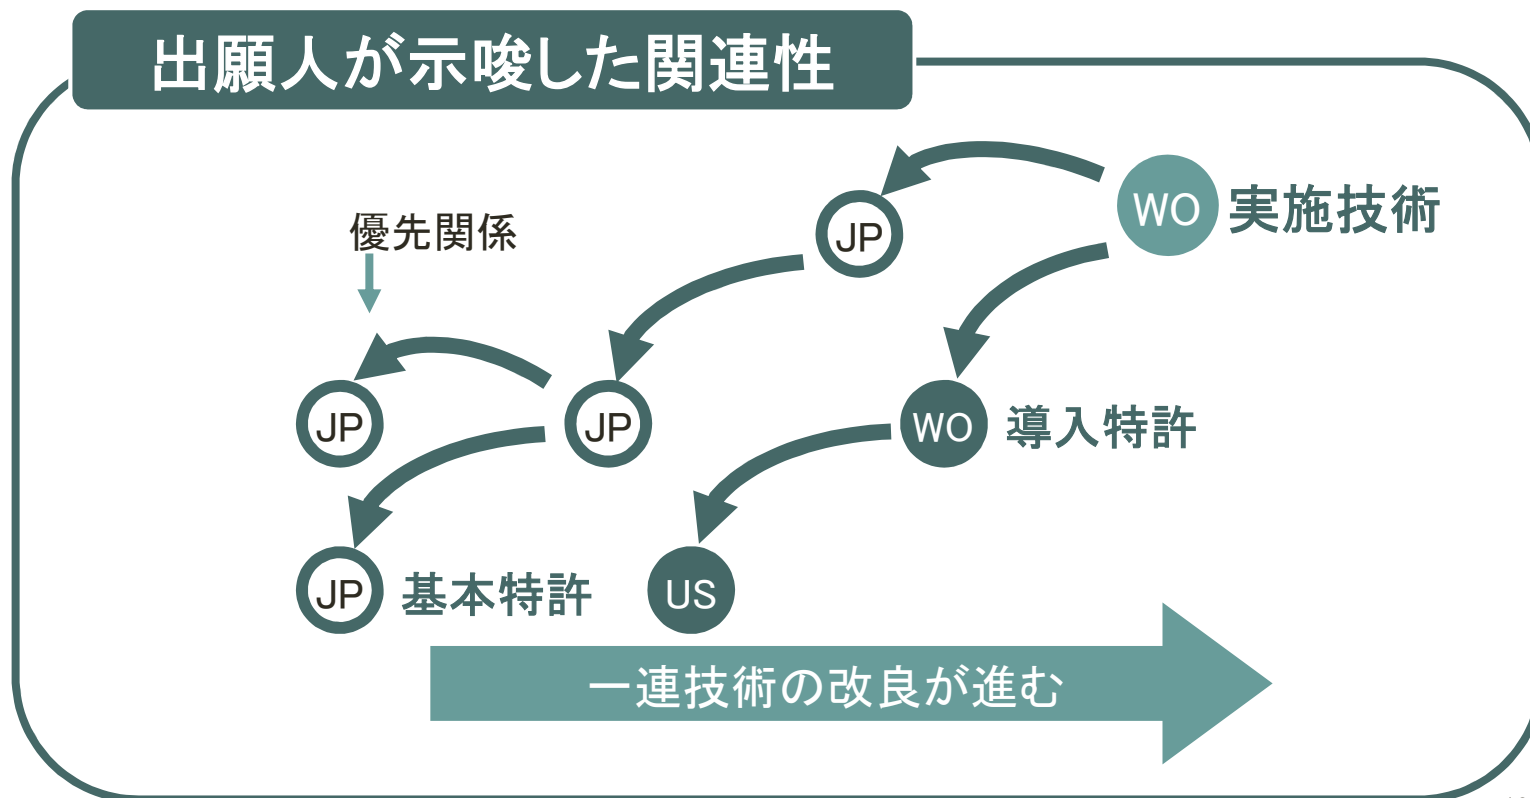 出願人が示唆した関連性
WO 実施技術
優先関係
JP
JP
JP
WO 導入特許
JP 基本特許
US
一連技術の改良が進む